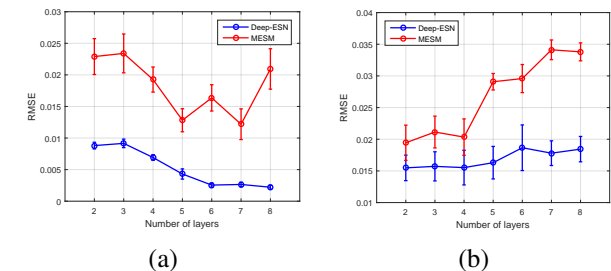 0.03
0.025
0.02
0.015
0.01
0.005
0
RMSE
Deep-ESN
MESM
2 3 4 5 6 7 8
Number of layers
(a)
0.04
0.035
0.03
0.025
0.02
0.015
0.01
RMSE
Deep-ESN
MESM
2 3 4 5 6 7 8
Number of layers
(b)